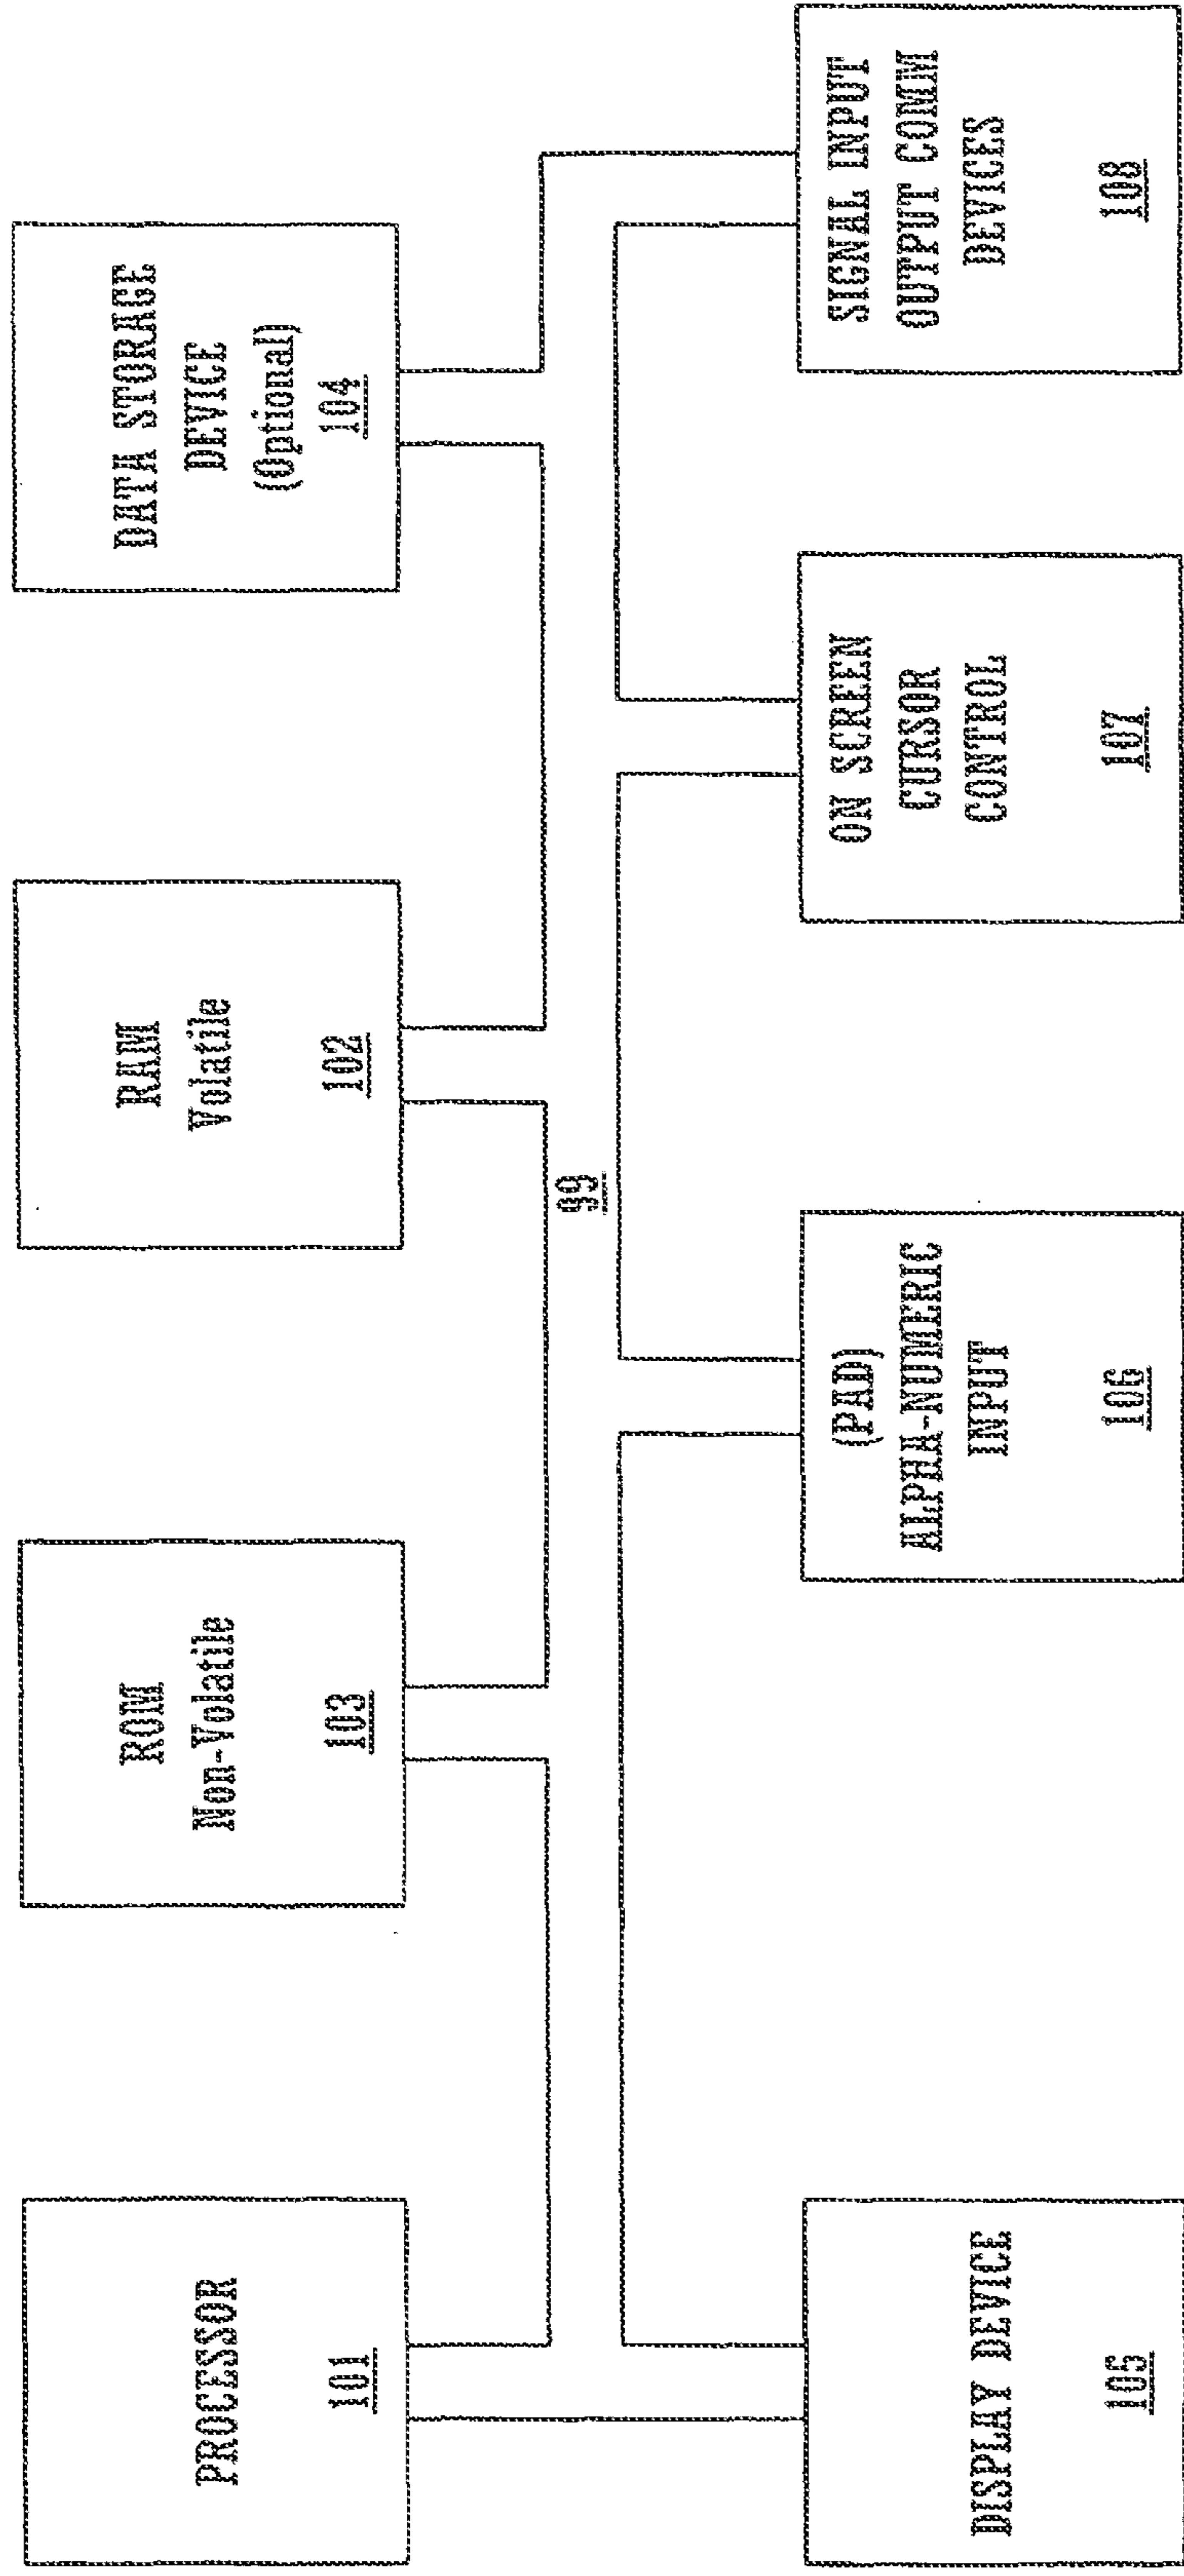 PROCESSOR
101
ROM
Non-Volatile
103
RAM
Volatile
102
DATA STORAGE
DEVICE
(Optional)
104
99
DISPLAY DEVICE
105
(PAD)
ALPHA-NUMERIC
INPUT
106
ON SCREEN
CURSOR
CONTROL
107
SIGNAL INPUT
OUTPUT COMM
DEVICES
108